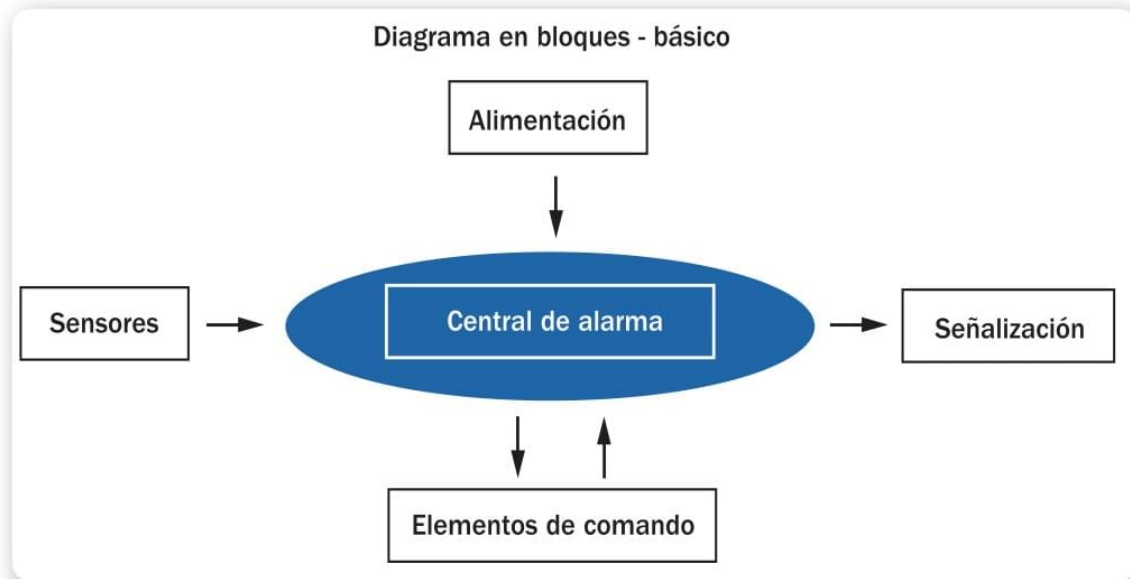 Diagrama en bloques - básico
Alimentación
Sensores
Central de alarma
Señalización
Elementos de comando